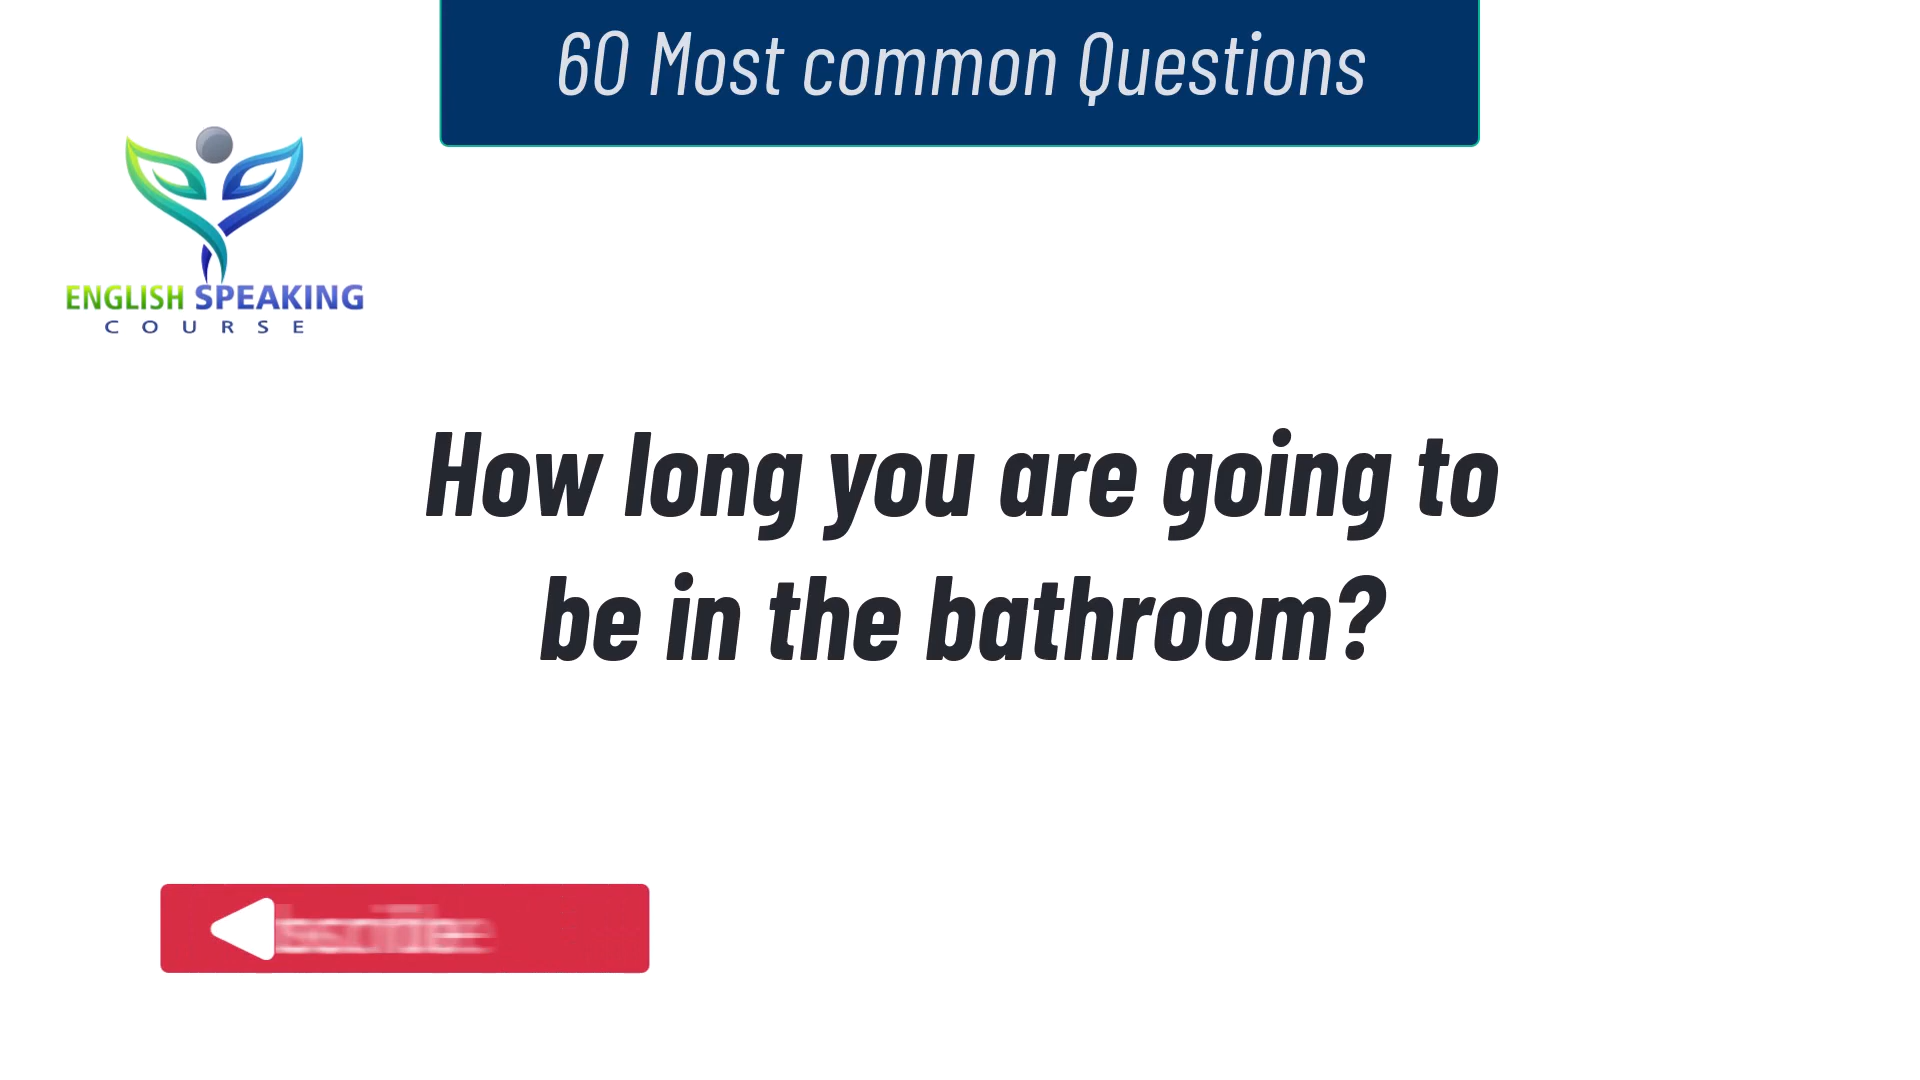 60 Most common Questions
ENGLISH SPEAKING
COURSE
How long you are going to
be in the bathroom?